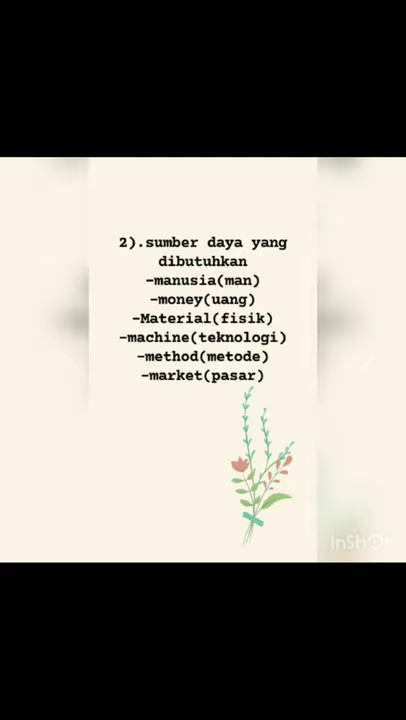 2).sumber daya yang
dibutuhkan
-manusia(man)
-money(uang)
-Material(fisik)
-machine(teknologi)
-method(metode)
-market(pasar)
InShOt